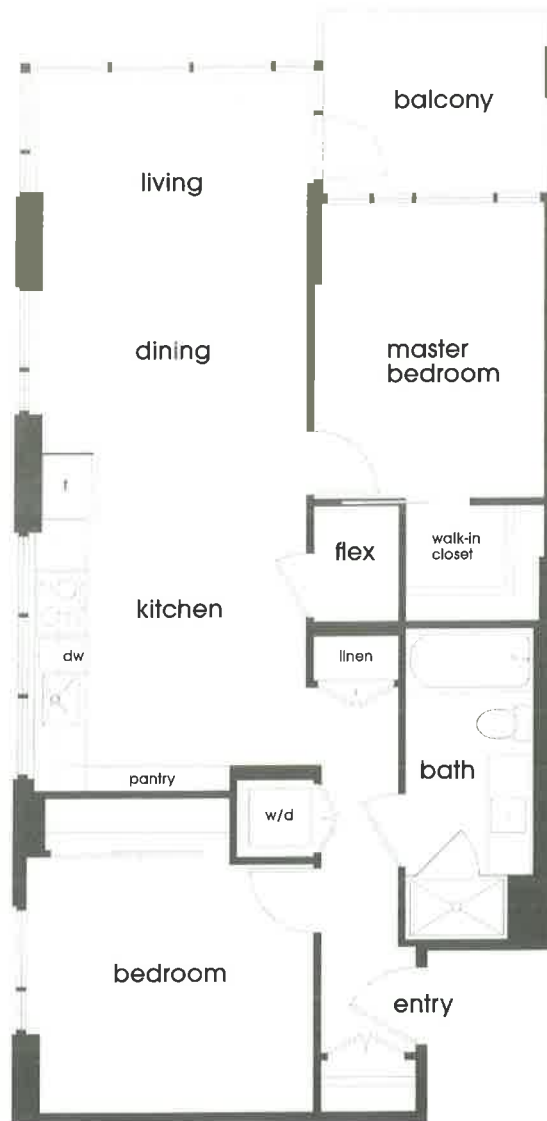 balcony
living
dining
master
bedroom
f
flex
walk-in
closet
kitchen
dw
linen
bath
pantry
w/d
bedroom
entry